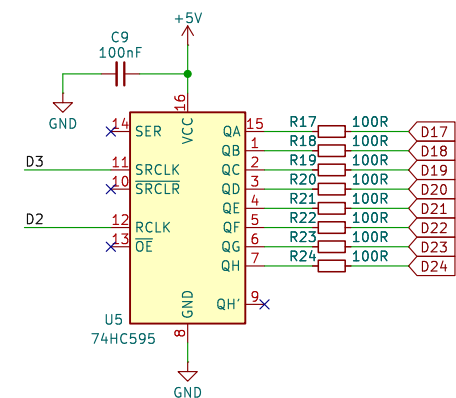 +5V
C9
100nF
GND
16
VCC
14 SER QA 15 R17 100R D17
QB 1 R18 100R D18
D3 11 SRCLK QC 2 R19 100R D19
10 SRCLR QD 3 R20 100R D20
QE 4 R21 100R D21
D2 12 RCLK QF 5 R22 100R D22
13 OE QG 6 R23 100R D23
QH 7 R24 100R D24
GND QH' 9
U5
74HC595
8
GND